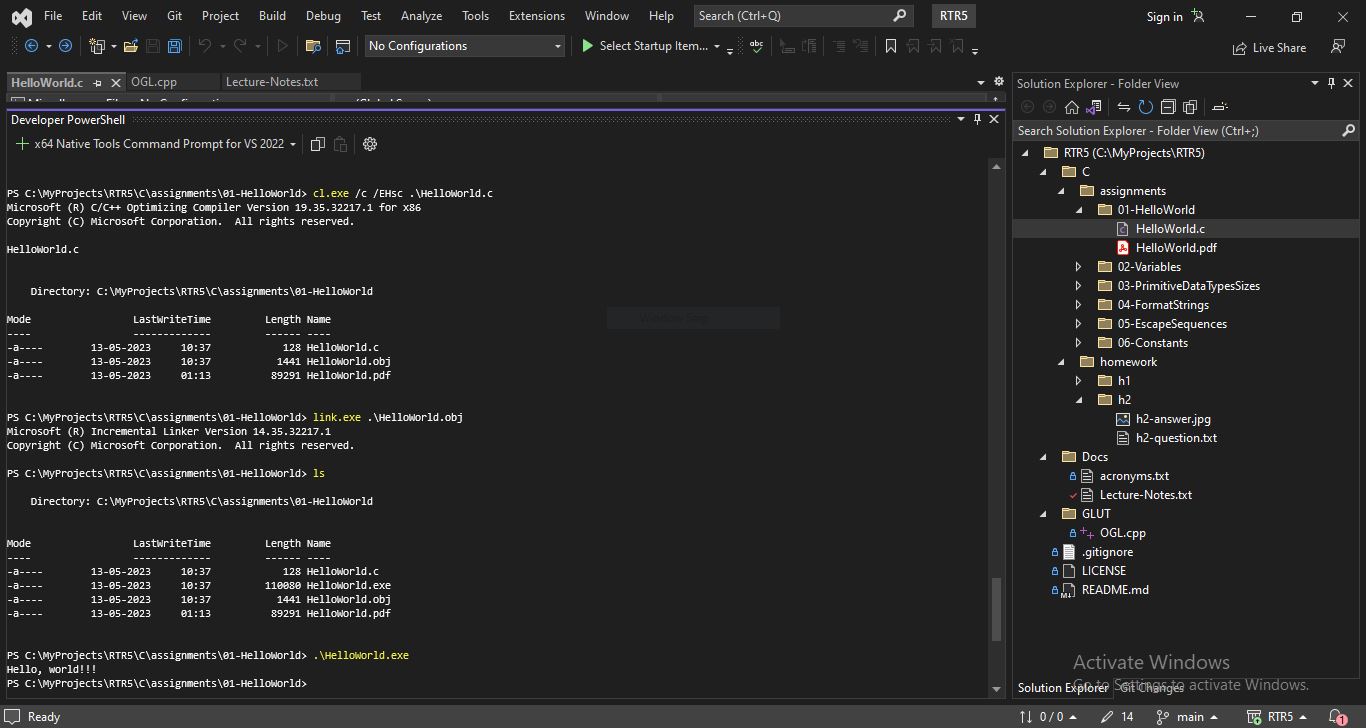 File Edit View Git Project Build Debug Test Analyze Tools Extensions Window Help Search (Ctrl+Q) RTR5 Sign in
No Configurations Select Startup Item... Live Share
HelloWorld.c OGL.cpp Lecture-Notes.txt
Developer PowerShell
x64 Native Tools Command Prompt for VS 2022
PS C:\MyProjects\RTR5\C\assignments\01-HelloWorld> cl.exe /c /EHsc .\HelloWorld.c
Microsoft (R) C/C++ Optimizing Compiler Version 19.35.32217.1 for x86
Copyright (C) Microsoft Corporation.  All rights reserved.
HelloWorld.c
Directory: C:\MyProjects\RTR5\C\assignments\01-HelloWorld
Mode LastWriteTime Length Name
---- ------------- ------ ----
-a---- 13-05-2023 10:37 128 HelloWorld.c
-a---- 13-05-2023 10:37 1441 HelloWorld.obj
-a---- 13-05-2023 01:13 89291 HelloWorld.pdf
PS C:\MyProjects\RTR5\C\assignments\01-HelloWorld> link.exe .\HelloWorld.obj
Microsoft (R) Incremental Linker Version 14.35.32217.1
Copyright (C) Microsoft Corporation.  All rights reserved.
PS C:\MyProjects\RTR5\C\assignments\01-HelloWorld> ls
Directory: C:\MyProjects\RTR5\C\assignments\01-HelloWorld
Mode LastWriteTime Length Name
---- ------------- ------ ----
-a---- 13-05-2023 10:37 128 HelloWorld.c
-a---- 13-05-2023 10:37 110080 HelloWorld.exe
-a---- 13-05-2023 10:37 1441 HelloWorld.obj
-a---- 13-05-2023 01:13 89291 HelloWorld.pdf
PS C:\MyProjects\RTR5\C\assignments\01-HelloWorld> .\HelloWorld.exe
Hello, world!!!
PS C:\MyProjects\RTR5\C\assignments\01-HelloWorld>
Solution Explorer - Folder View
Search Solution Explorer - Folder View (Ctrl+;)
RTR5 (C:\MyProjects\RTR5)
C
assignments
01-HelloWorld
HelloWorld.c
HelloWorld.pdf
02-Variables
03-PrimitiveDataTypesSizes
04-FormatStrings
05-EscapeSequences
06-Constants
homework
h1
h2
h2-answer.jpg
h2-question.txt
Docs
acronyms.txt
Lecture-Notes.txt
GLUT
OGL.cpp
.gitignore
LICENSE
README.md
Activate Windows
Go to Settings to activate Windows.
Solution Explorer Git Changes
Ready 0 / 0 14 main RTR5 1